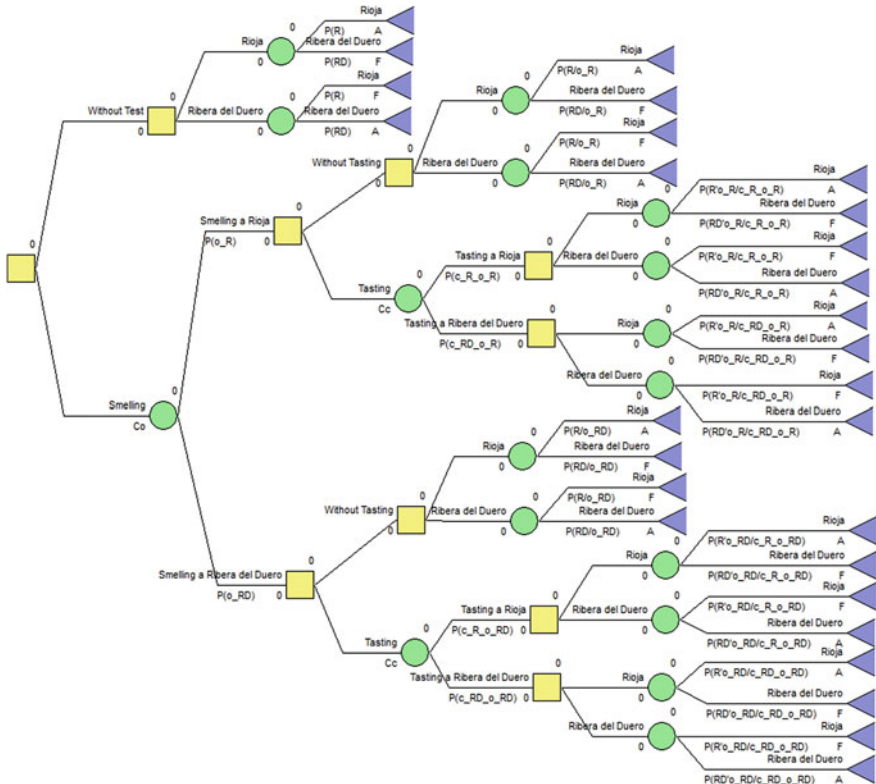 0
Rioja
P(R) A
0
Rioja
0
Ribera del Duero
P(RD) F
0
Without Test
0
0
Ribera del Duero
0
Rioja
P(R) F
Ribera del Duero
P(RD) A
0
0
Smelling a Rioja
P(o_R) 0
0
Without Tasting
0
0
Rioja
0
Rioja
P(R/o_R) A
Ribera del Duero
P(RD/o_R) F
0
Ribera del Duero
0
Rioja
P(R/o_R) F
Ribera del Duero
P(RD/o_R) A
0
Tasting
Cc
0
Tasting a Rioja
P(c_R_o_R) 0
0
Rioja
0
Rioja
P(R'o_R/c_R_o_R) A
Ribera del Duero
P(RD'o_R/c_R_o_R) F
0
Ribera del Duero
0
Rioja
P(R'o_R/c_R_o_R) F
Ribera del Duero
P(RD'o_R/c_R_o_R) A
0
Tasting a Ribera del Duero
P(c_RD_o_R) 0
0
Rioja
0
Rioja
P(R'o_R/c_RD_o_R) A
Ribera del Duero
P(RD'o_R/c_RD_o_R) F
0
Ribera del Duero
0
Rioja
P(R'o_R/c_RD_o_R) F
Ribera del Duero
P(RD'o_R/c_RD_o_R) A
0
Smelling
Co
0
Smelling a Ribera del Duero
P(o_RD) 0
0
Without Tasting
0
0
Rioja
0
Rioja
P(R/o_RD) A
Ribera del Duero
P(RD/o_RD) F
0
Ribera del Duero
0
Rioja
P(R/o_RD) F
Ribera del Duero
P(RD/o_RD) A
0
Tasting
Cc
0
Tasting a Rioja
P(c_R_o_RD) 0
0
Rioja
0
Rioja
P(R'o_RD/c_R_o_RD) A
Ribera del Duero
P(RD'o_RD/c_R_o_RD) F
0
Ribera del Duero
0
Rioja
P(R'o_RD/c_R_o_RD) F
Ribera del Duero
P(RD'o_RD/c_R_o_RD) A
0
Tasting a Ribera del Duero
P(c_RD_o_RD) 0
0
Rioja
0
Rioja
P(R'o_RD/c_RD_o_RD) A
Ribera del Duero
P(RD'o_RD/c_RD_o_RD) F
0
Ribera del Duero
0
Rioja
P(R'o_RD/c_RD_o_RD) F
Ribera del Duero
P(RD'o_RD/c_RD_o_RD) A